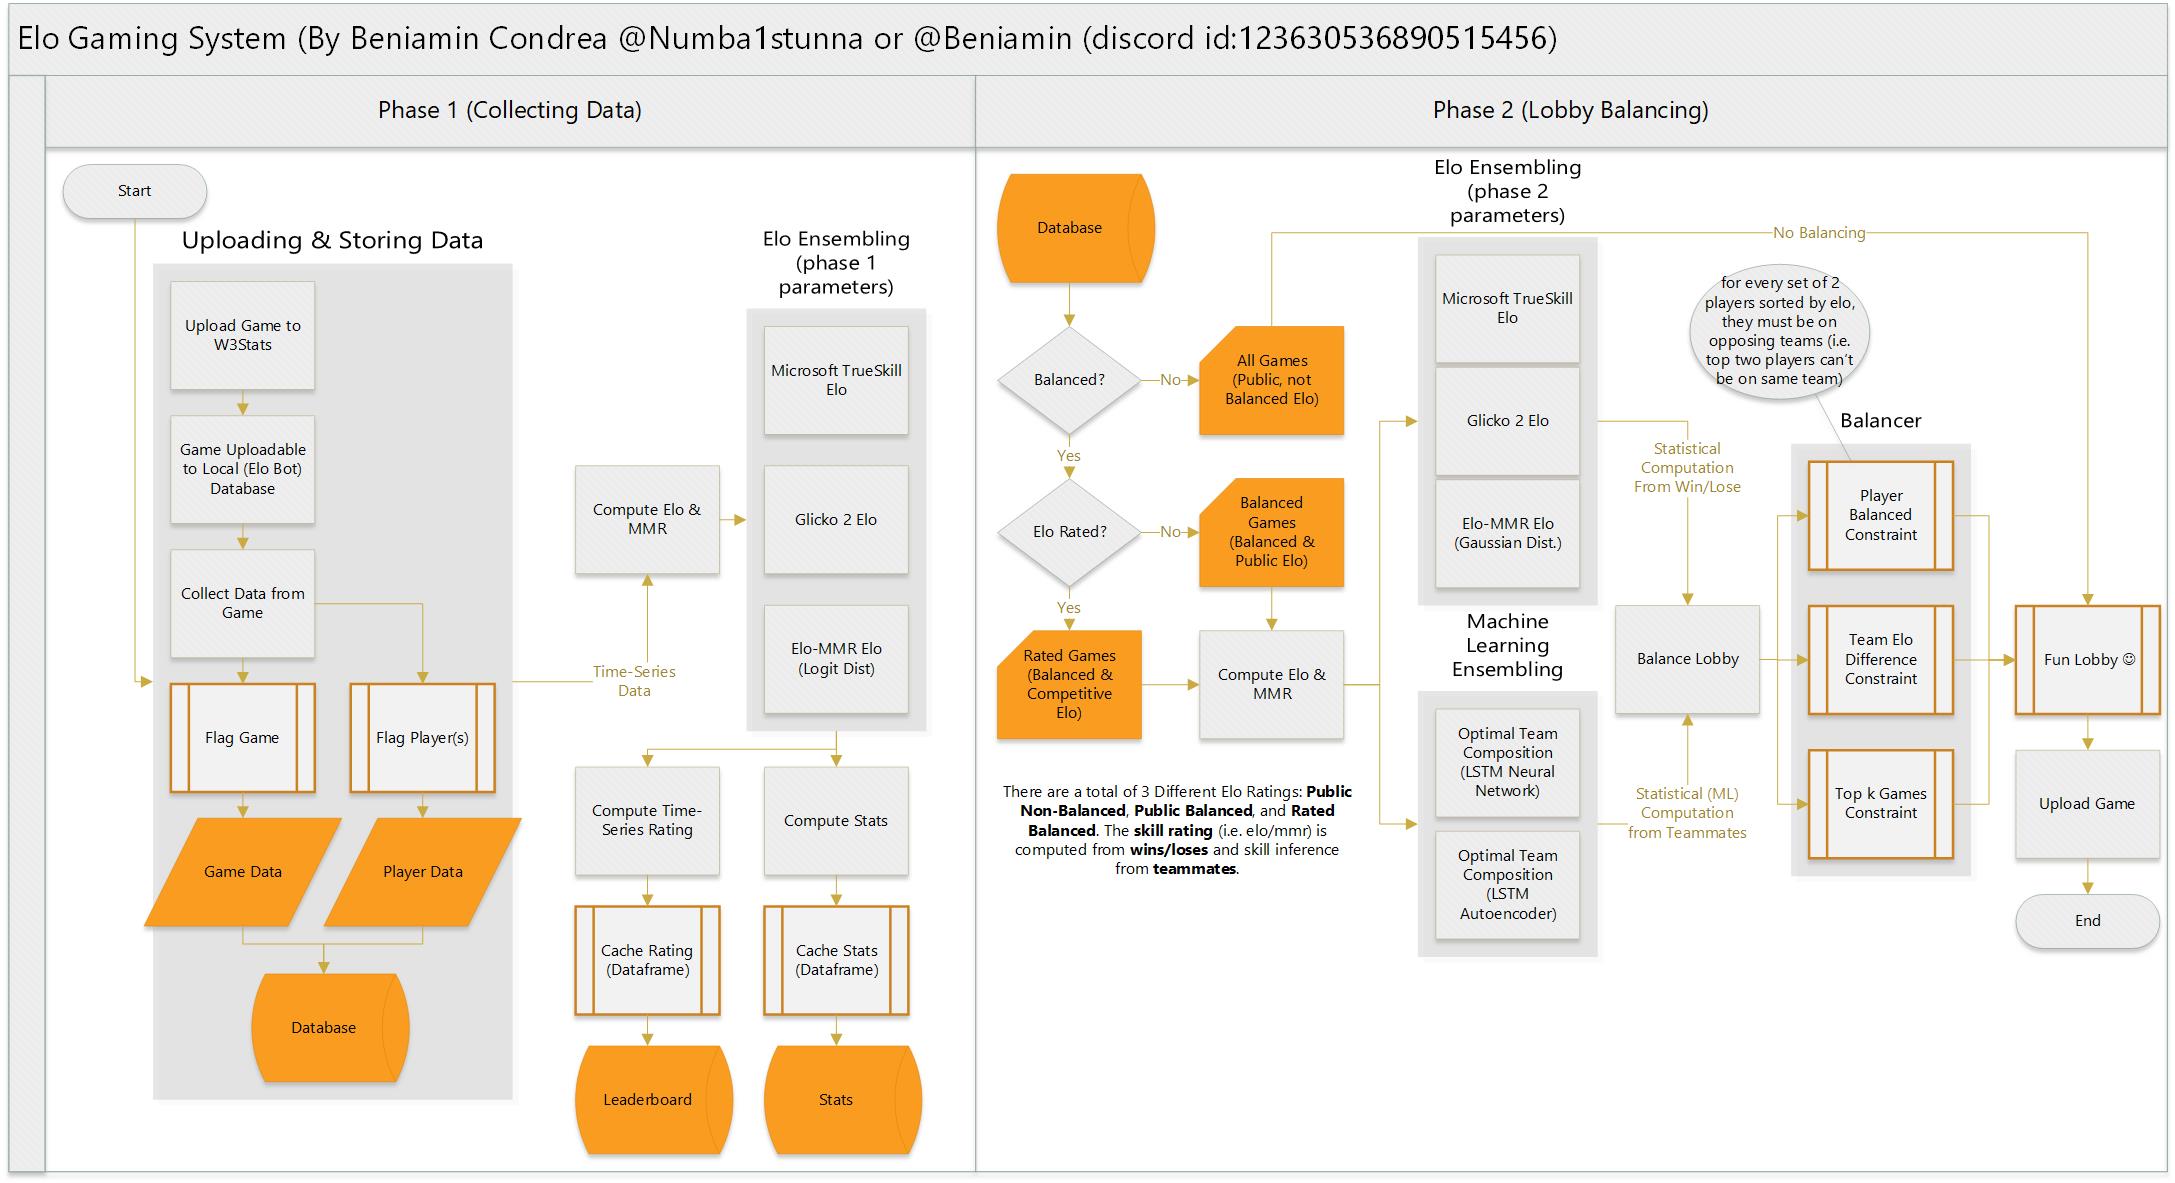 Elo Gaming System (By Beniamin Condrea @Numba1stunna or @Beniamin (discord id:123630536890515456)
Phase 1 (Collecting Data)
Start
Uploading & Storing Data
Upload Game to
W3Stats
Game Uploadable
to Local (Elo Bot)
Database
Collect Data from
Game
Flag Game
Flag Player(s)
Game Data
Player Data
Database
Time-Series
Data
Compute Elo &
MMR
Elo Ensembling
(phase 1
parameters)
Microsoft TrueSkill
Elo
Glicko 2 Elo
Elo-MMR Elo
(Logit Dist)
Compute Time-
Series Rating
Compute Stats
Cache Rating
(Dataframe)
Cache Stats
(Dataframe)
Leaderboard
Stats
Phase 2 (Lobby Balancing)
Database
Balanced?
No
All Games
(Public, not
Balanced Elo)
No Balancing
Yes
Elo Rated?
No
Balanced
Games
(Balanced &
Public Elo)
Yes
Rated Games
(Balanced &
Competitive
Elo)
Compute Elo &
MMR
There are a total of 3 Different Elo Ratings: Public
Non-Balanced, Public Balanced, and Rated
Balanced. The skill rating (i.e. elo/mmr) is
computed from wins/loses and skill inference
from teammates.
Elo Ensembling
(phase 2
parameters)
Microsoft TrueSkill
Elo
Glicko 2 Elo
Elo-MMR Elo
(Gaussian Dist.)
Machine
Learning
Ensembling
Optimal Team
Composition
(LSTM Neural
Network)
Optimal Team
Composition
(LSTM
Autoencoder)
Statistical
Computation
From Win/Lose
Balance Lobby
Statistical (ML)
Computation
from Teammates
for every set of 2
players sorted by elo,
they must be on
opposing teams (i.e.
top two players can't
be on same team)
Balancer
Player
Balanced
Constraint
Team Elo
Difference
Constraint
Top k Games
Constraint
Fun Lobby ☺
Upload Game
End